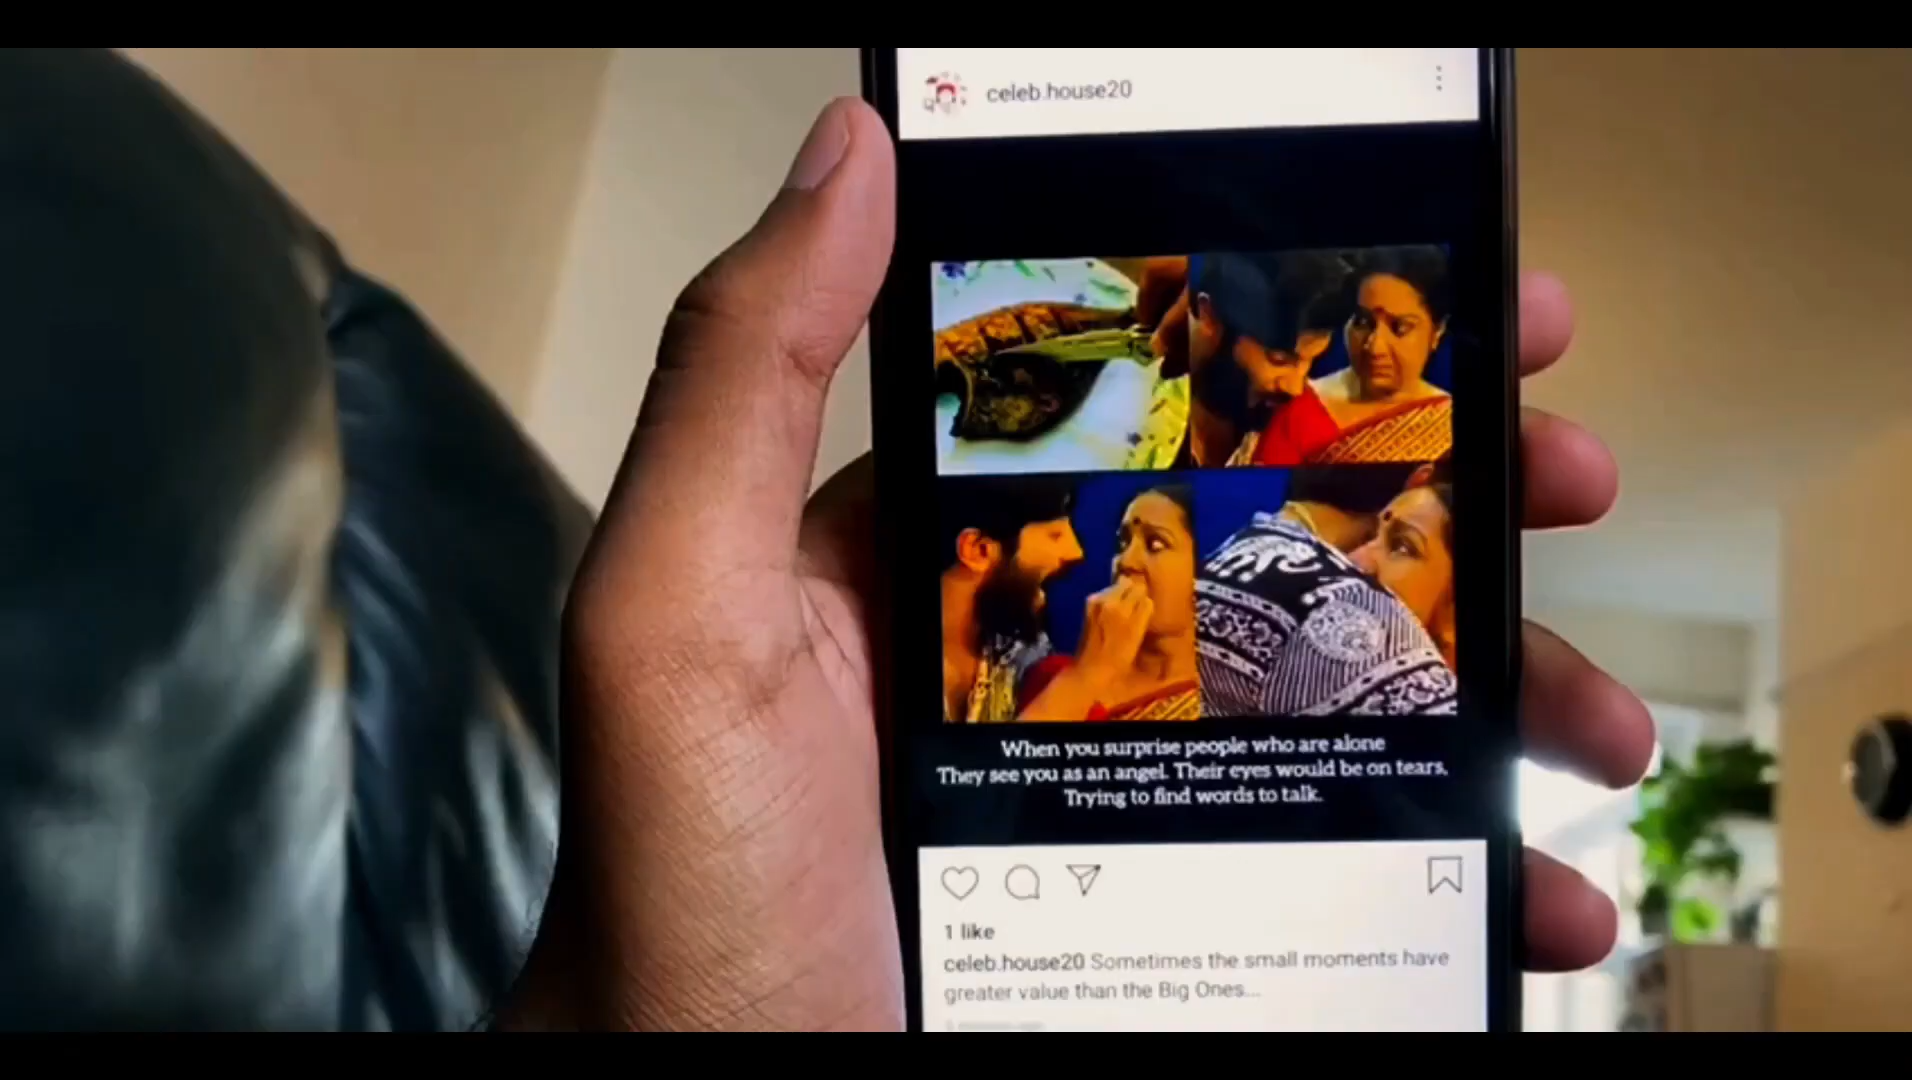 celeb.house20
When you surprise people who are alone
They see you as an angel. Their eyes would be on tears,
Trying to find words to talk.
1 like
celeb.house20 Sometimes the small moments have
greater value than the Big Ones...